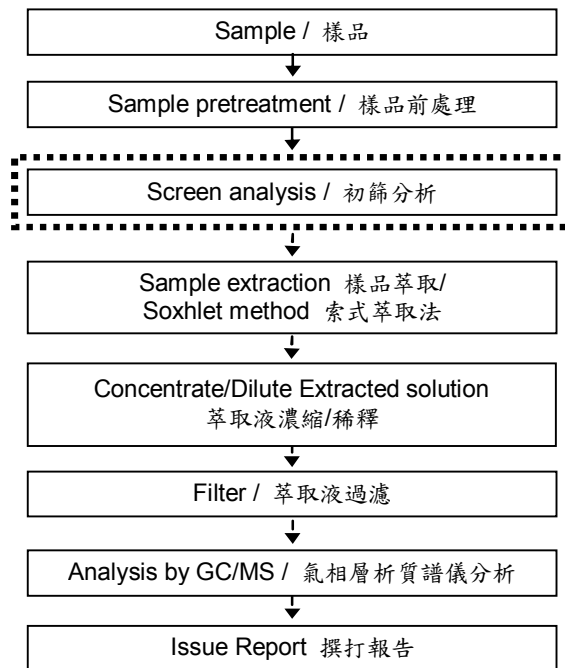 Sample / 樣品
Sample pretreatment / 樣品前處理
Screen analysis / 初篩分析
Sample extraction 樣品萃取/
Soxhlet method 索式萃取法
Concentrate/Dilute Extracted solution
萃取液濃縮/稀釋
Filter / 萃取液過濾
Analysis by GC/MS / 氣相層析質譜儀分析
Issue Report 撰打報告